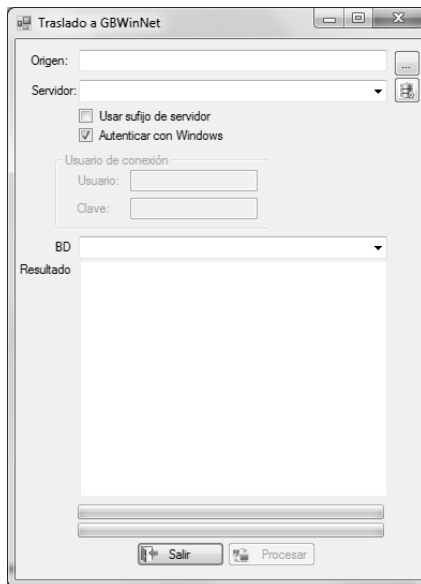 Traslado a GBWinNet
Origen:
...
Servidor:
Usar sufijo de servidor
Autenticar con Windows
Usuario de conexión
Usuario:
Clave:
BD
Resultado
Salir
Procesar